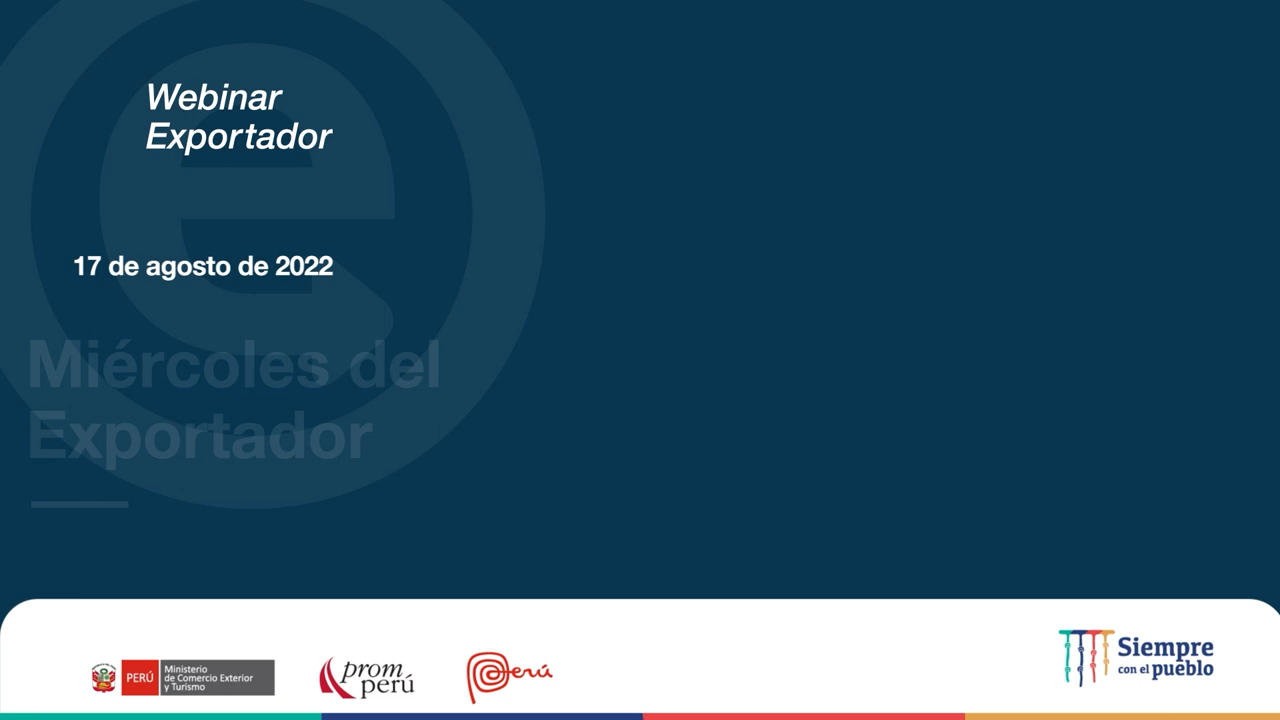 Webinar
Exportador
17 de agosto de 2022
Miércoles del
Exportador
PERÚ
Ministerio
de Comercio Exterior
y Turismo
prom
perú
Perú
Siempre
con el pueblo